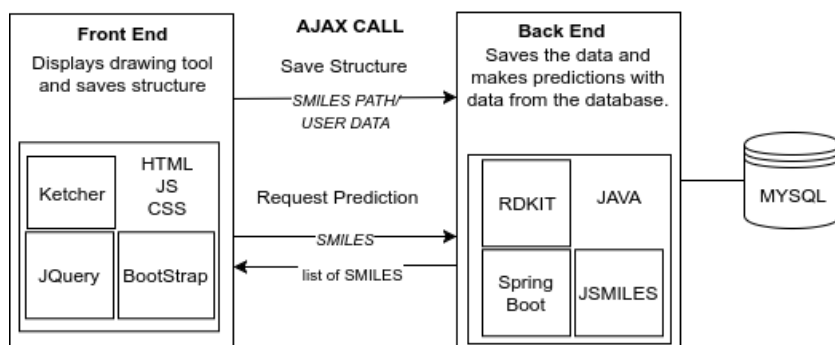 Front End
Displays drawing tool
and saves structure
Ketcher
HTML
JS
CSS
JQuery
BootStrap
AJAX CALL
Save Structure
SMILES PATH/
USER DATA
Request Prediction
SMILES
list of SMILES
Back End
Saves the data and
makes predictions with
data from the database.
RDKIT
JAVA
Spring
Boot
JSMILES
MYSQL